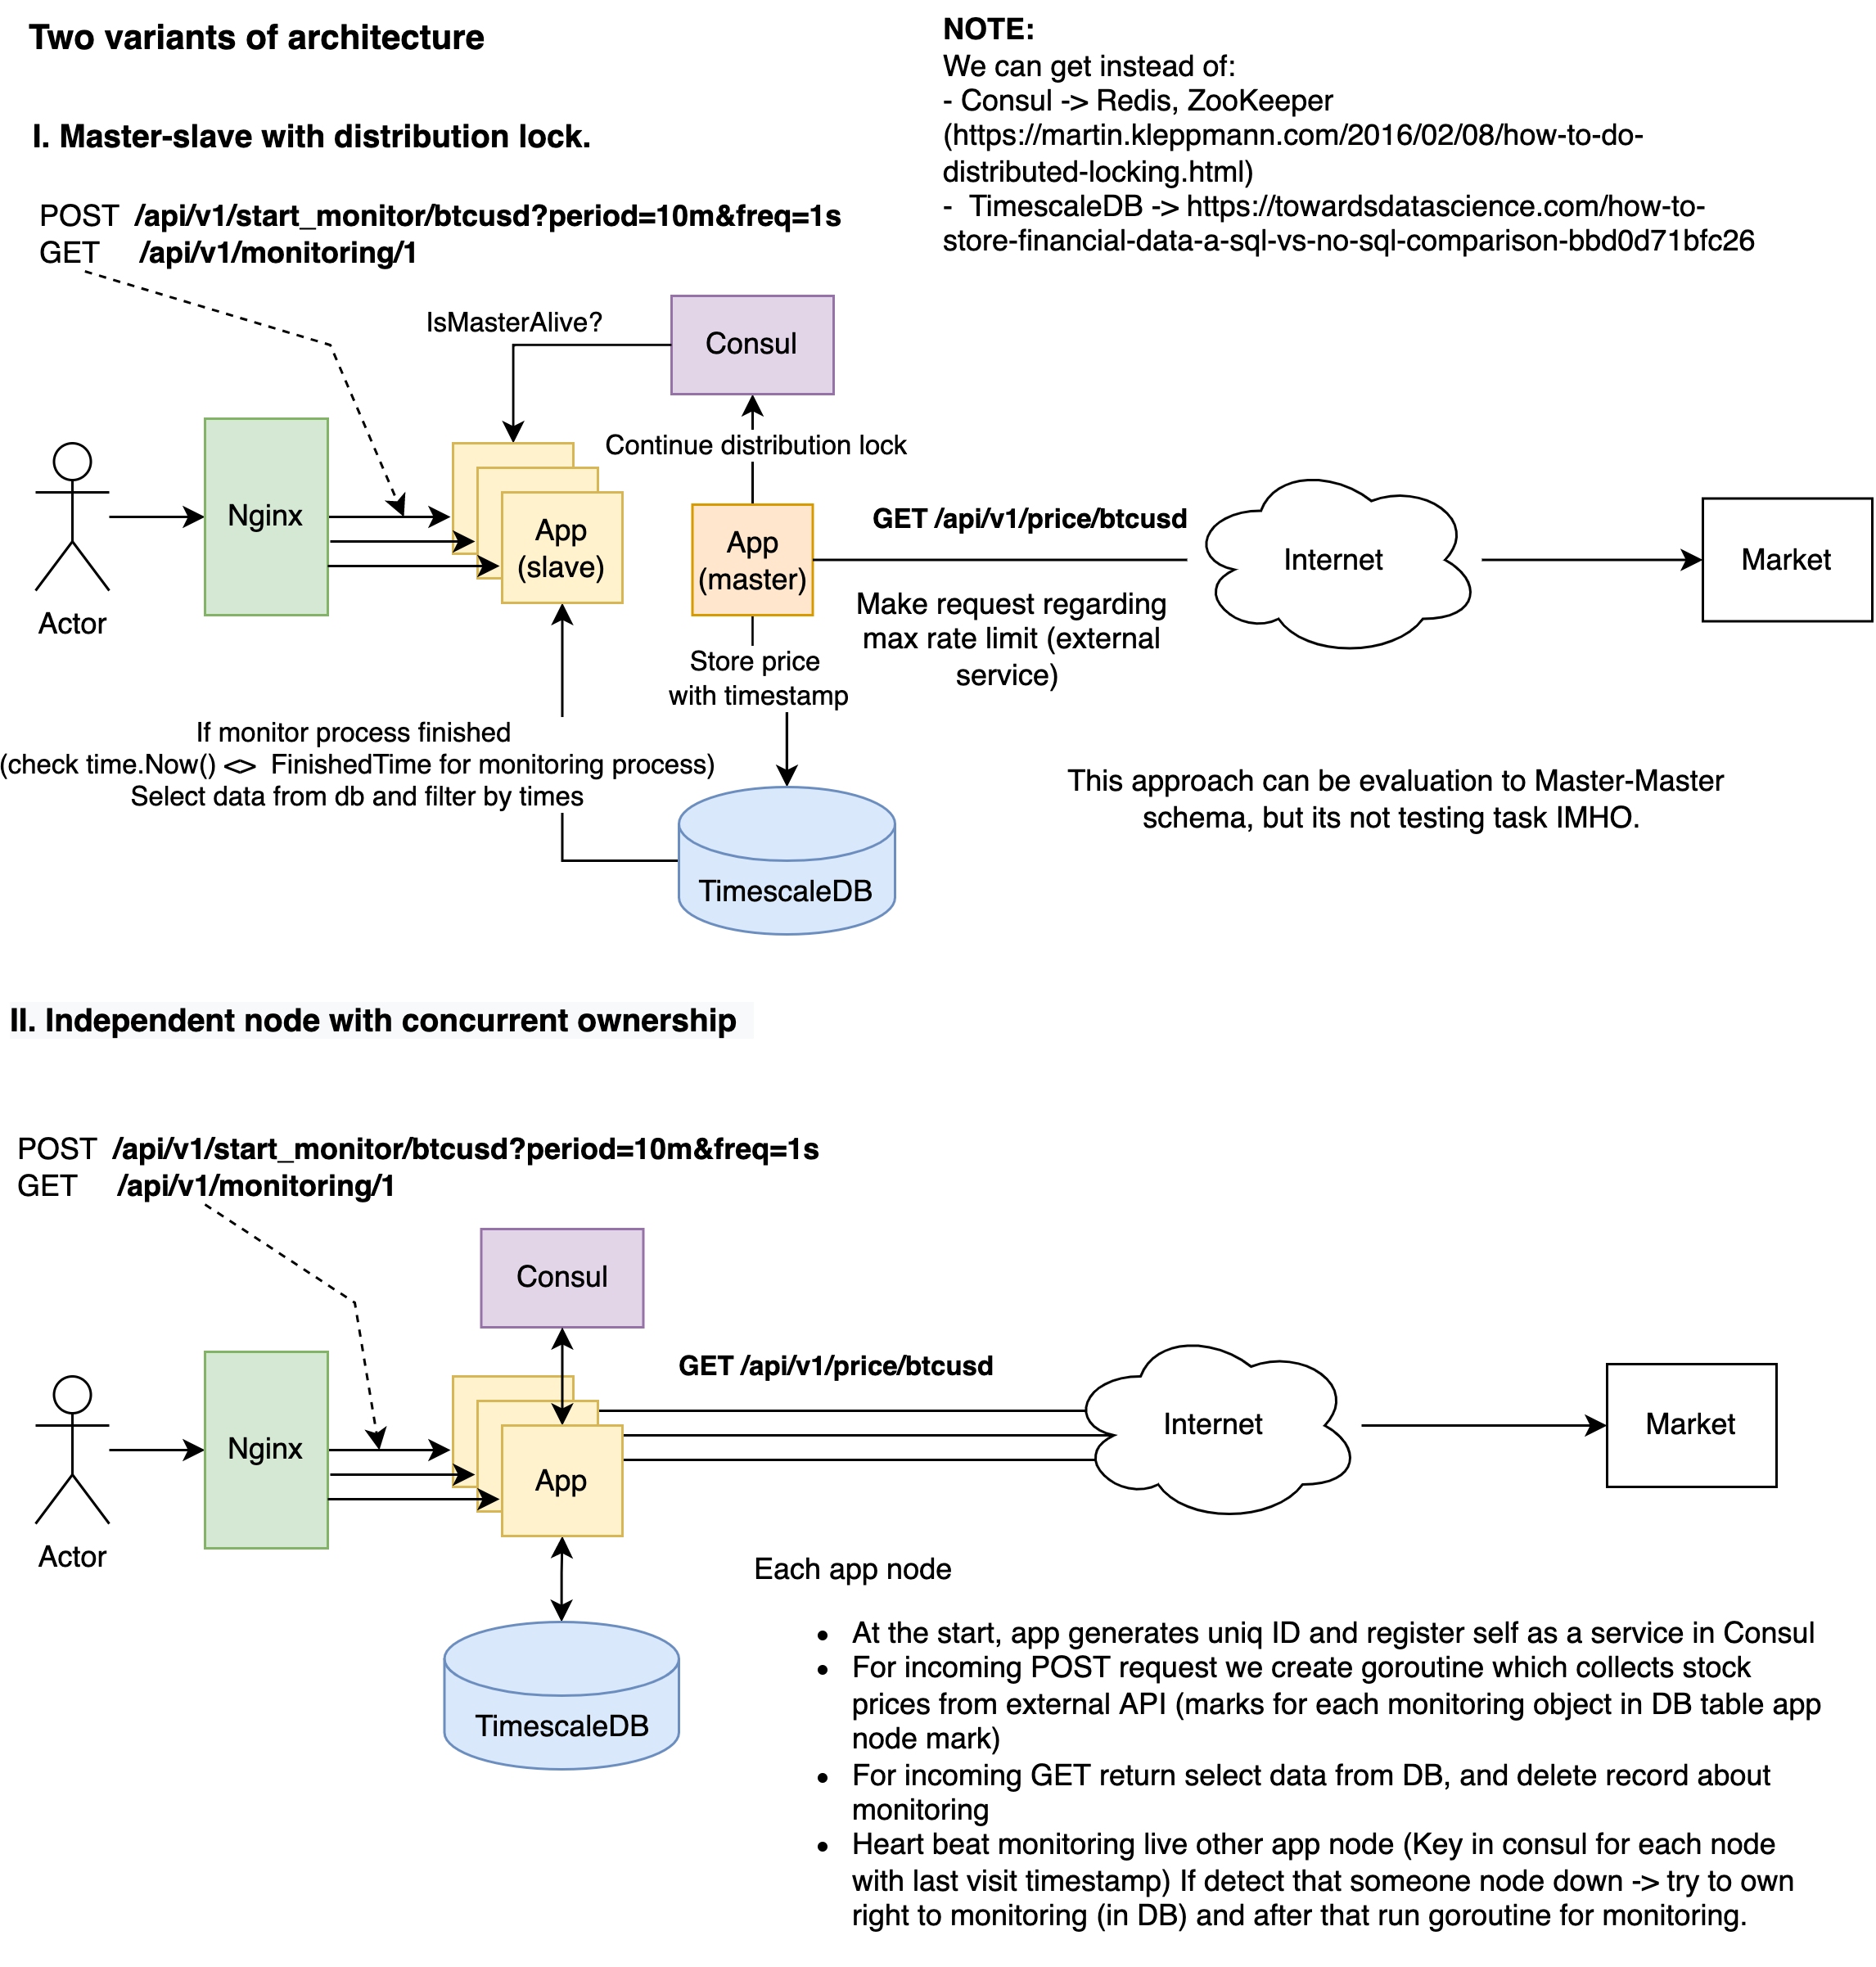 Two variants of architecture
NOTE:
We can get instead of:
- Consul -> Redis, ZooKeeper
(https://martin.kleppmann.com/2016/02/08/how-to-do-
distributed-locking.html)
- TimescaleDB -> https://towardsdatascience.com/how-to-
store-financial-data-a-sql-vs-no-sql-comparison-bbd0d71bfc26
I. Master-slave with distribution lock.
POST /api/v1/start_monitor/btcusd?period=10m&freq=1s
GET /api/v1/monitoring/1
IsMasterAlive?
Consul
Continue distribution lock
Actor
Nginx
App
(slave)
App
(master)
GET /api/v1/price/btcusd
Make request regarding
max rate limit (external
service)
Internet
Market
Store price
with timestamp
If monitor process finished
(check time.Now() <> FinishedTime for monitoring process)
Select data from db and filter by times
TimescaleDB
This approach can be evaluation to Master-Master
schema, but its not testing task IMHO.
II. Independent node with concurrent ownership
POST /api/v1/start_monitor/btcusd?period=10m&freq=1s
GET /api/v1/monitoring/1
Consul
Actor
Nginx
App
GET /api/v1/price/btcusd
Internet
Market
TimescaleDB
Each app node
• At the start, app generates uniq ID and register self as a service in Consul
• For incoming POST request we create goroutine which collects stock
prices from external API (marks for each monitoring object in DB table app
node mark)
• For incoming GET return select data from DB, and delete record about
monitoring
• Heart beat monitoring live other app node (Key in consul for each node
with last visit timestamp) If detect that someone node down -> try to own
right to monitoring (in DB) and after that run goroutine for monitoring.